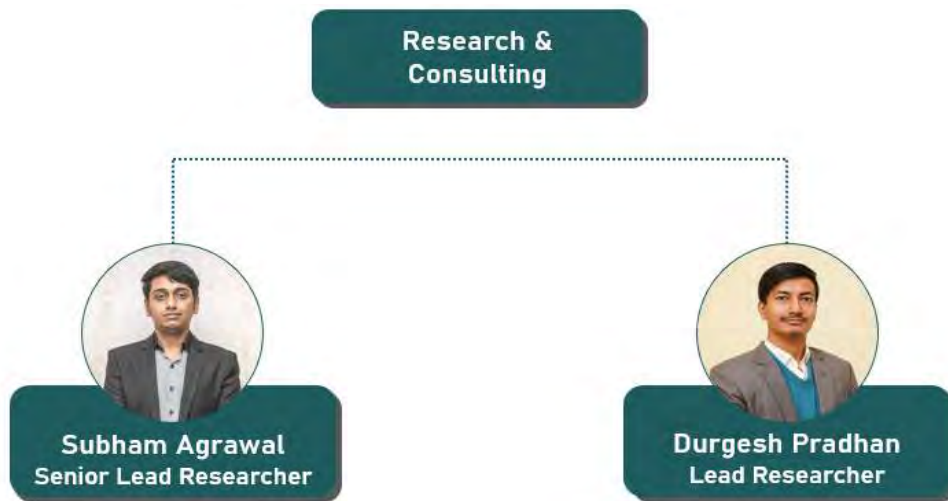 Research &
Consulting
Subham Agrawal
Senior Lead Researcher
Durgesh Pradhan
Lead Researcher